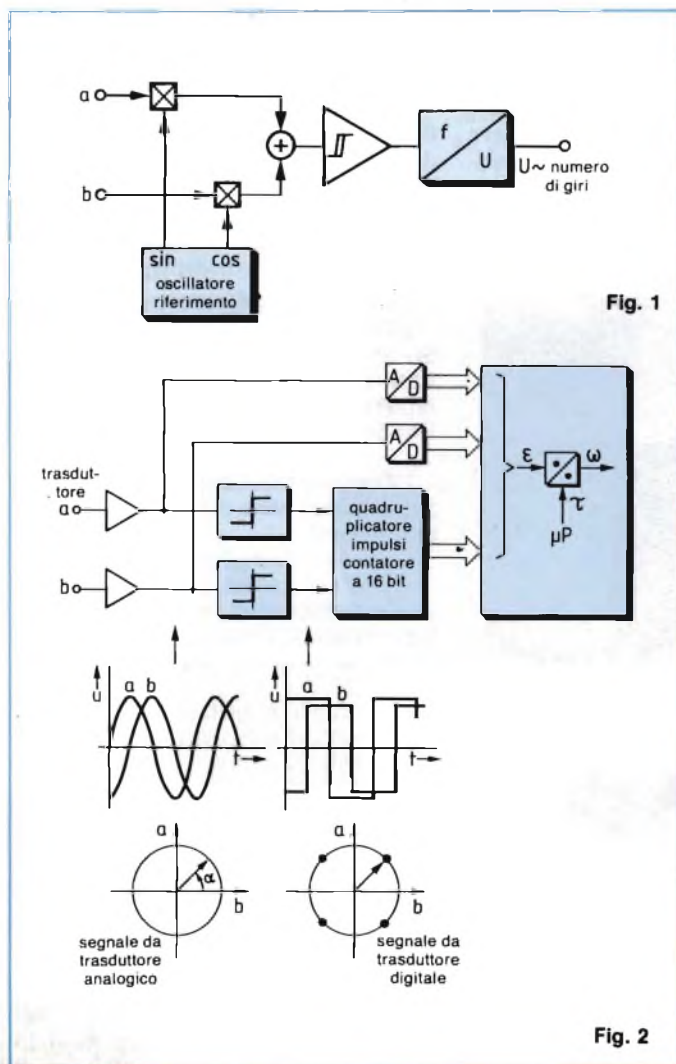 a
b
sin cos
oscillatore
riferimento
+
f
U
U~ numero
di giri
Fig. 1
A
D
A
D
trasdut-
tore
a
b
quadru-
plicatore
impulsi
contatore
a 16 bit
ε
ω
τ
µP
u
a b
t
u
a
b
t
a
α
b
segnale da
trasduttore
analogico
a
b
segnale da
trasduttore
digitale
Fig. 2